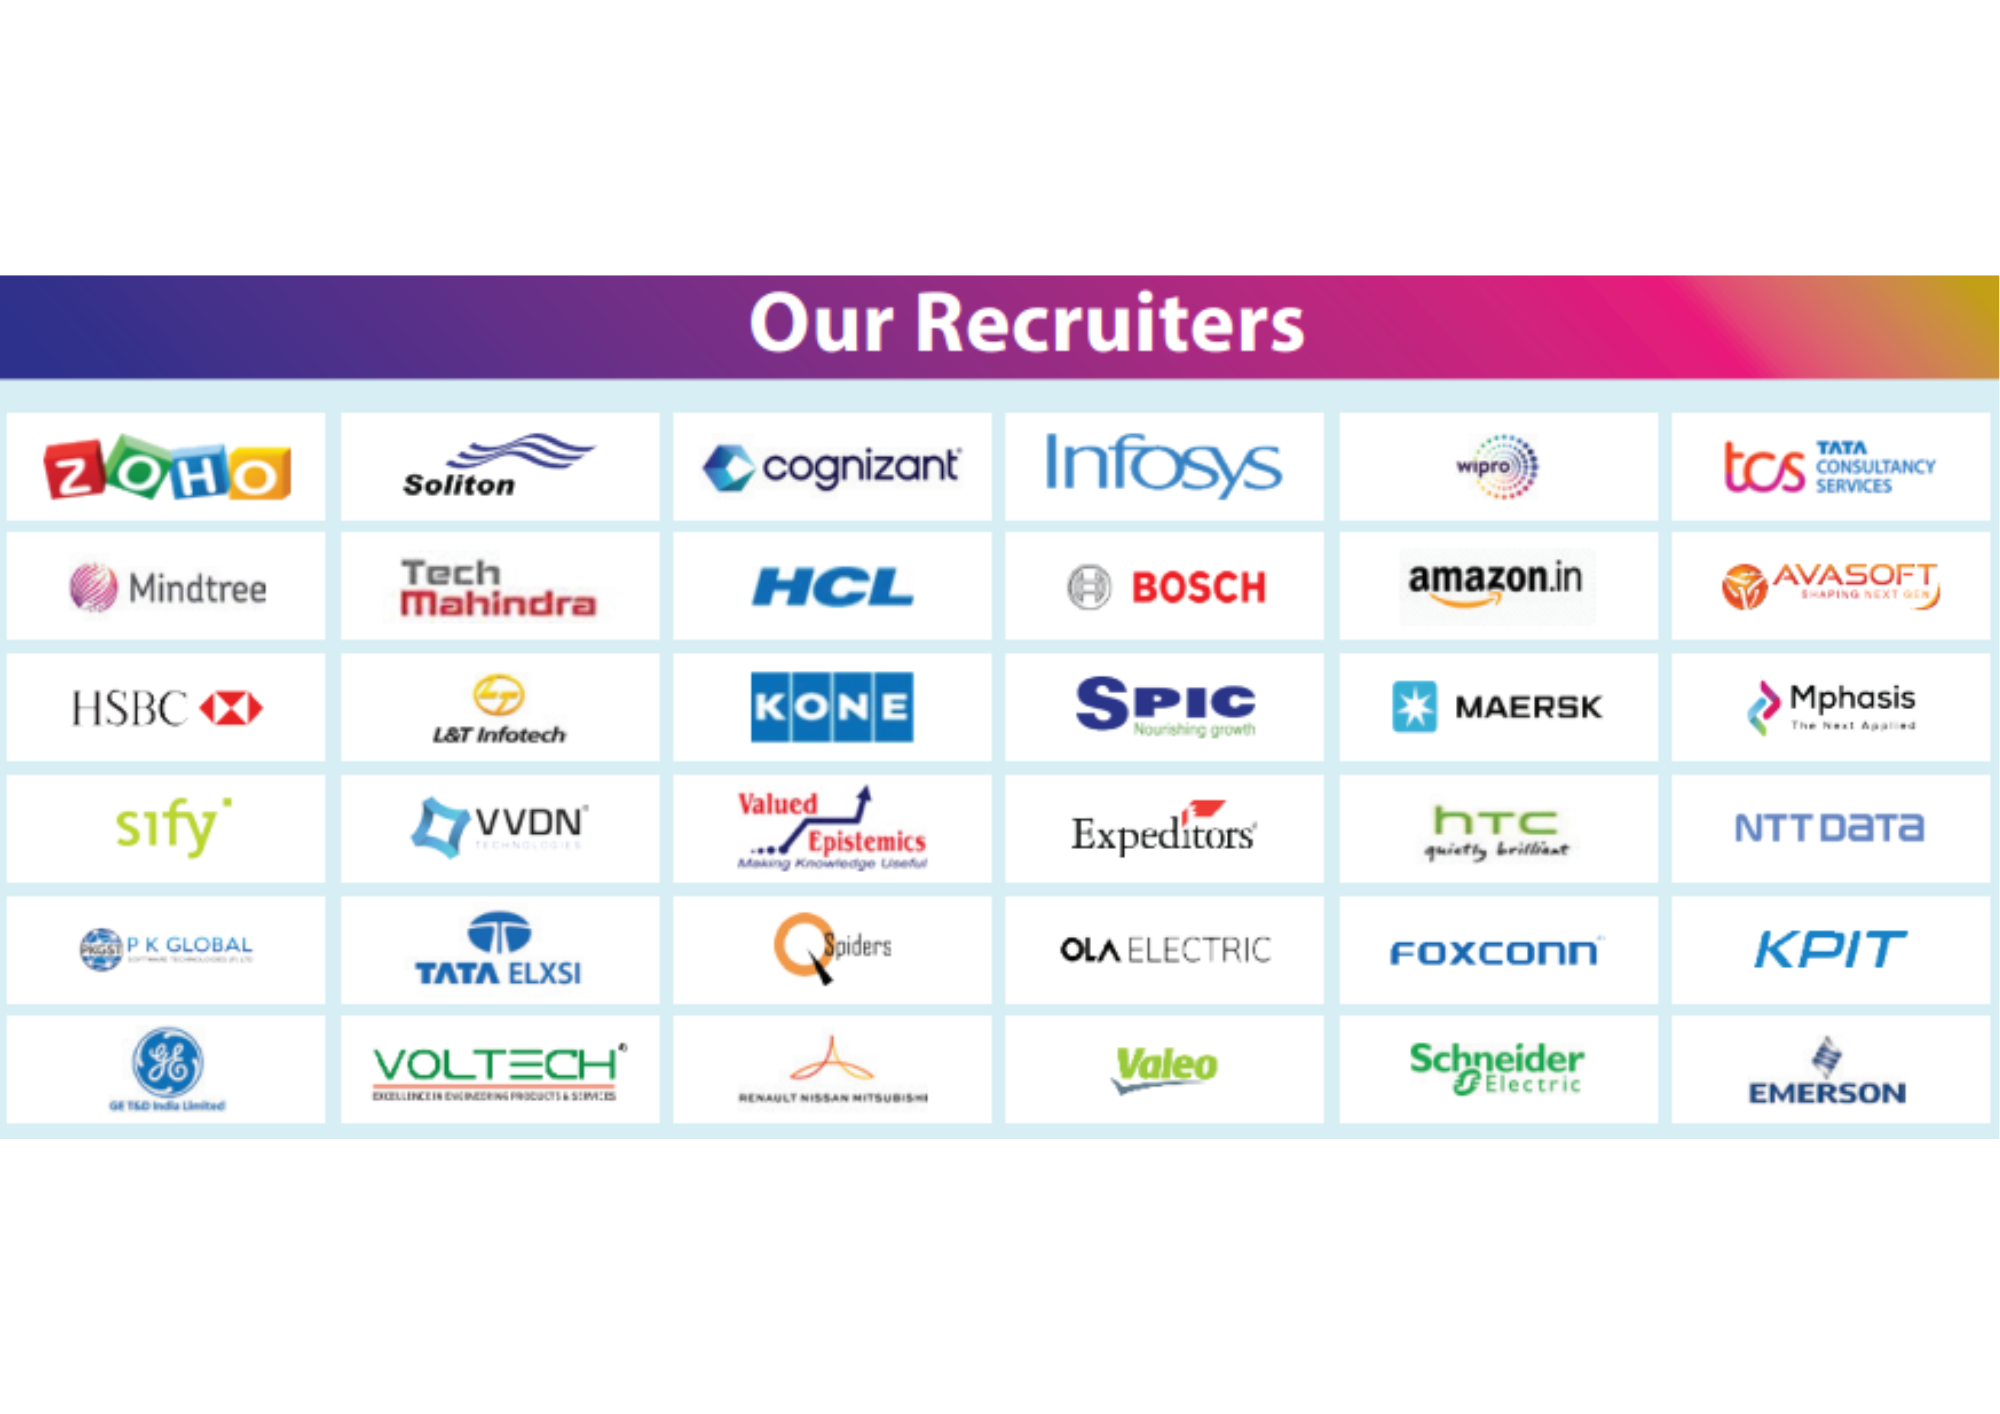 Our Recruiters
ZOHO
Soliton
cognizant
Infosys
wipro
tcs TATA
CONSULTANCY
SERVICES
Mindtree
Tech
Mahindra
HCL
BOSCH
amazon.in
AVASOFT
SHAPING NEXT GEN
HSBC
L&T Infotech
KONE
SPIC
Nourishing growth
MAERSK
Mphasis
The Next Applied
sify
VVDN
TECHNOLOGIES
Valued
Epistemics
Making Knowledge Useful
Expeditors
hTC
quietly brilliant
NTT DATA
PKGST P K GLOBAL
SOFTWARE TECHNOLOGIES (P) LTD
TATA ELXSI
QSpiders
OLA ELECTRIC
FOXCONN
KPIT
GE
GE T&D India Limited
VOLTECH
EXCELLENCE IN ENGINEERING PRODUCTS & SERVICES
RENAULT NISSAN MITSUBISHI
Valeo
Schneider
Electric
EMERSON